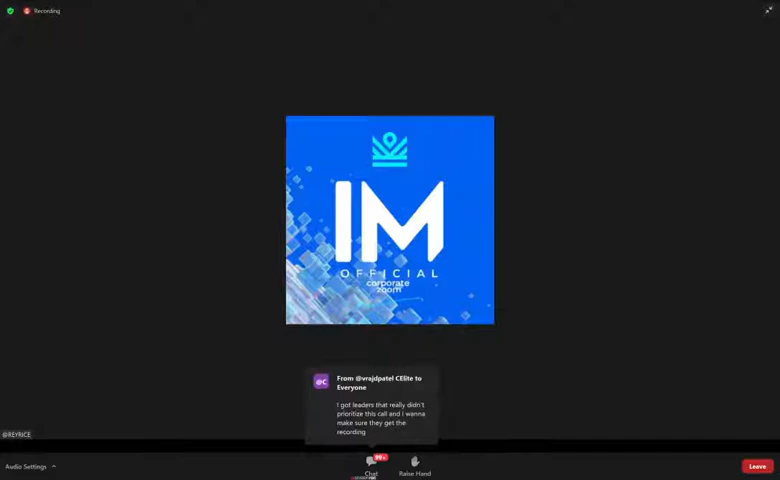 Recording
IM
OFFICIAL
corporate
zoom
@C
From @vrajdpatel CElite to
Everyone
I got leaders that really didn't
prioritize this call and i wanna
make sure they get the
recording
@REYRICE
Audio Settings
99+
Chat
Raise Hand
Leave